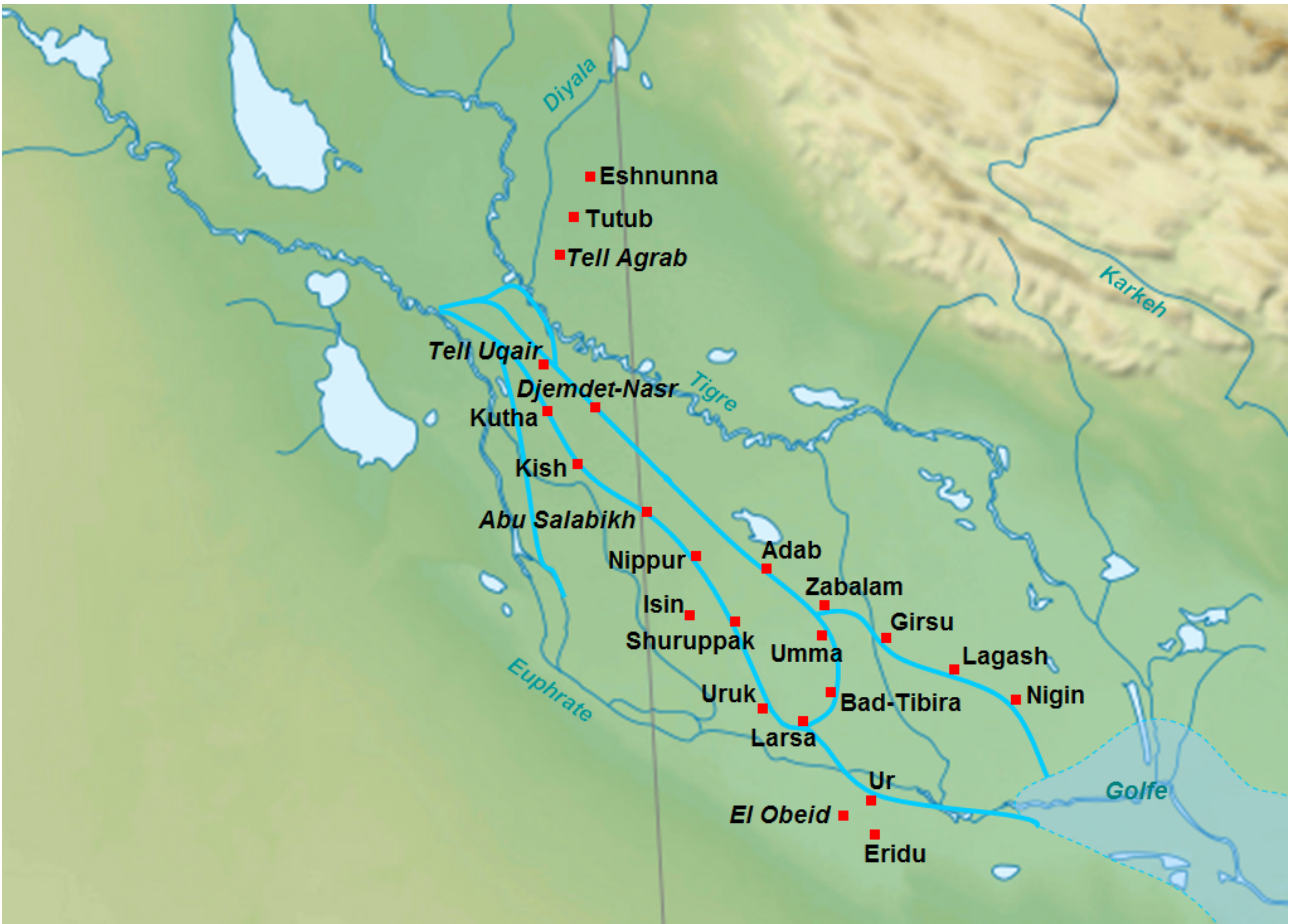 Diyala
Eshnunna
Tutub
Tell Agrab
Karkeh
Tell Uqair
Tigre
Djemdet-Nasr
Kutha
Kish
Abu Salabikh
Nippur
Adab
Zabalam
Isin
Girsu
Shuruppak
Umma
Lagash
Euphrate
Uruk
Bad-Tibira
Nigin
Larsa
Ur
Golfe
El Obeid
Eridu